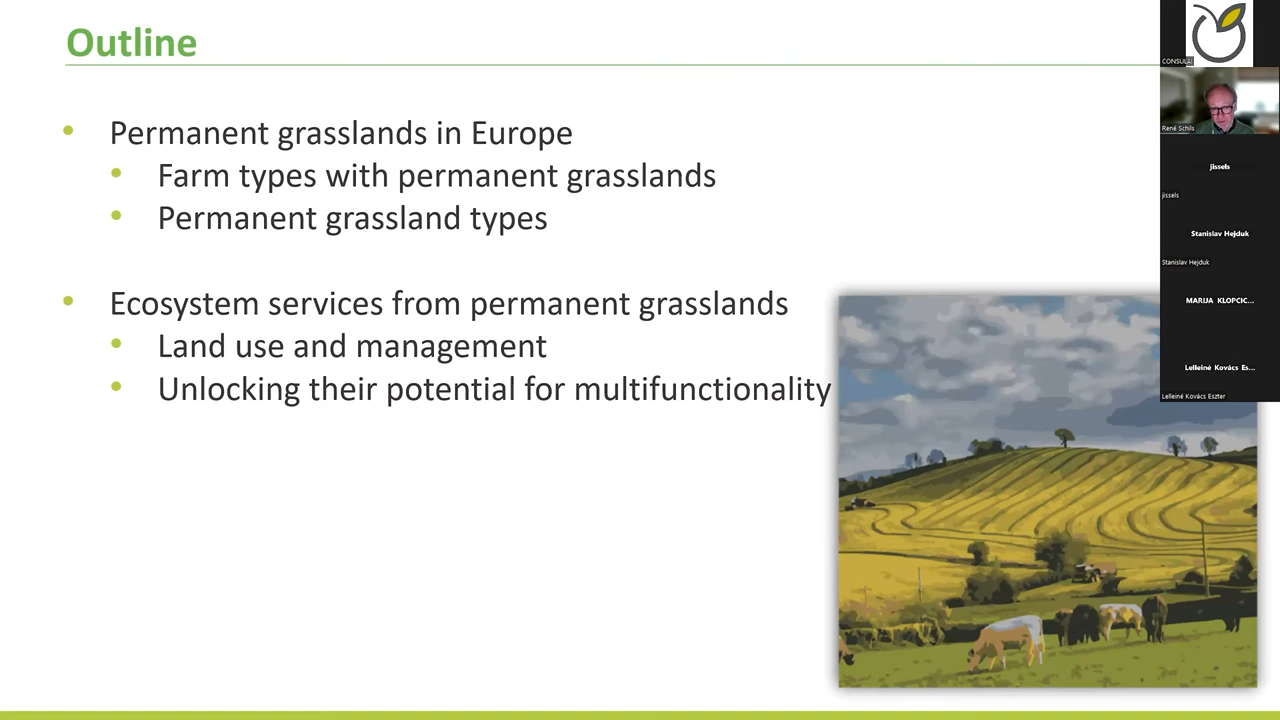 Outline
Permanent grasslands in Europe
Farm types with permanent grasslands
Permanent grassland types
Ecosystem services from permanent grasslands
Land use and management
Unlocking their potential for multifunctionality
CONSULAI
René Schils
jissels
jissels
Stanislav Hejduk
Stanislav Hejduk
MARIJA KLOPCIC...
Lelleiné Kovács Es...
Lelleiné Kovács Eszter